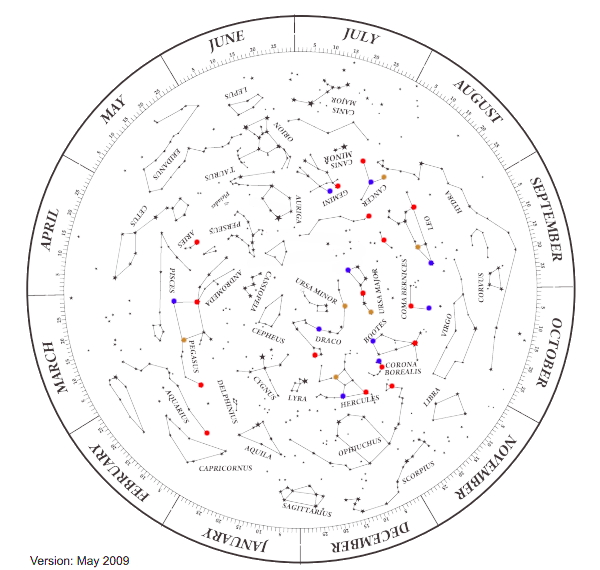 JUNE
JULY
MAY
AUGUST
APRIL
SEPTEMBER
MARCH
OCTOBER
FEBRUARY
NOVEMBER
JANUARY
DECEMBER
LEPUS
CANIS
MAJOR
ORION
ERIDANUS
TAURUS
CANIS
MINOR
Pleiades
GEMINI
CANCER
HYDRA
CETUS
AURIGA
LEO
PERSEUS
ARIES
PISCES
ANDROMEDA
CASSIOPEIA
URSA MINOR
URSA MAJOR
COMA BERNICES
CORVUS
CEPHEUS
DRACO
BOOTES
VIRGO
PEGASUS
CYGNUS
LYRA
CORONA
BOREALIS
HERCULES
LIBRA
AQUARIUS
DELPHINIUS
AQUILA
OPHIUCHUS
CAPRICORNUS
SCORPIUS
SAGITTARIUS
Version: May 2009